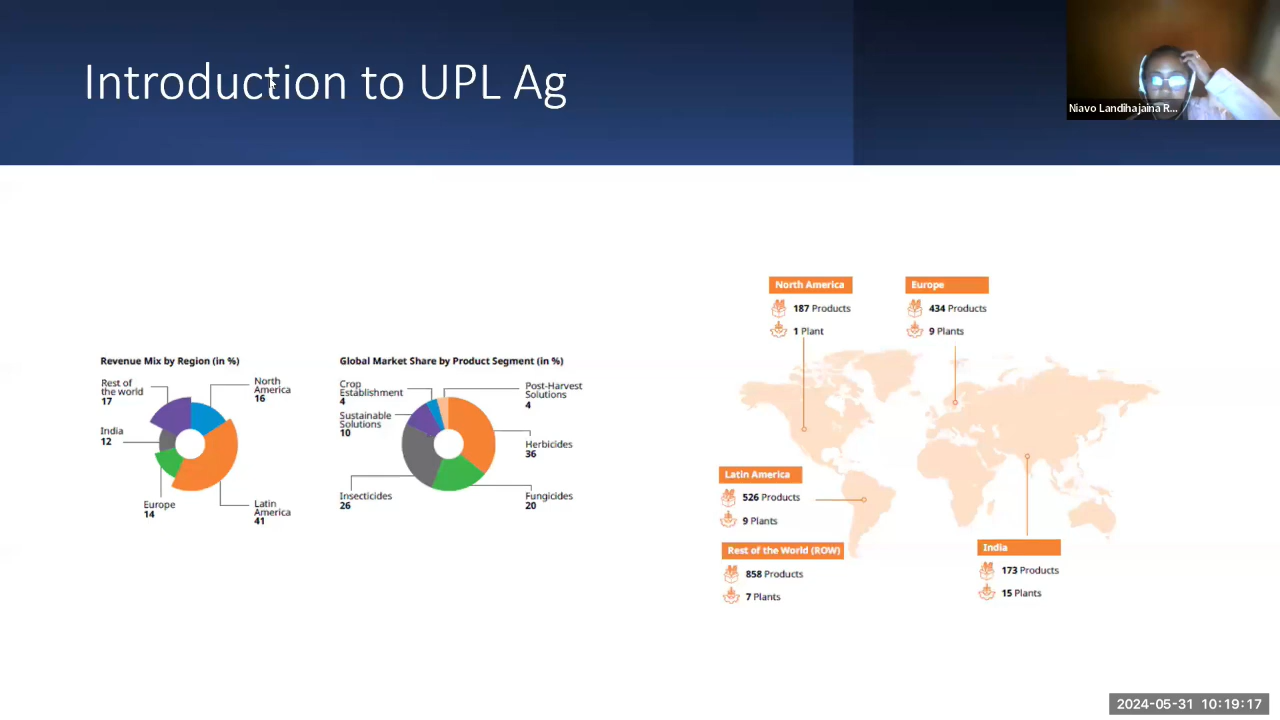 Introduction to UPL Ag
Niavo Landihajaina R...
Revenue Mix by Region (in %)
Rest of
the world
17
North
America
16
India
12
Europe
14
Latin
America
41
Global Market Share by Product Segment (in %)
Crop
Establishment
4
Post-Harvest
Solutions
4
Sustainable
Solutions
10
Herbicides
36
Insecticides
26
Fungicides
20
North America
187 Products
1 Plant
Europe
434 Products
9 Plants
Latin America
526 Products
9 Plants
Rest of the World (ROW)
858 Products
7 Plants
India
173 Products
15 Plants
2024-05-31 10:19:17